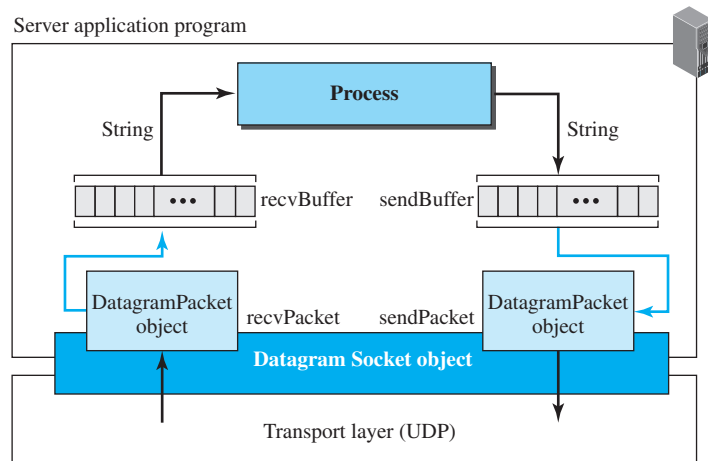 Server application program
Process
String
String
recvBuffer
sendBuffer
DatagramPacket
object
recvPacket
sendPacket
DatagramPacket
object
Datagram Socket object
Transport layer (UDP)